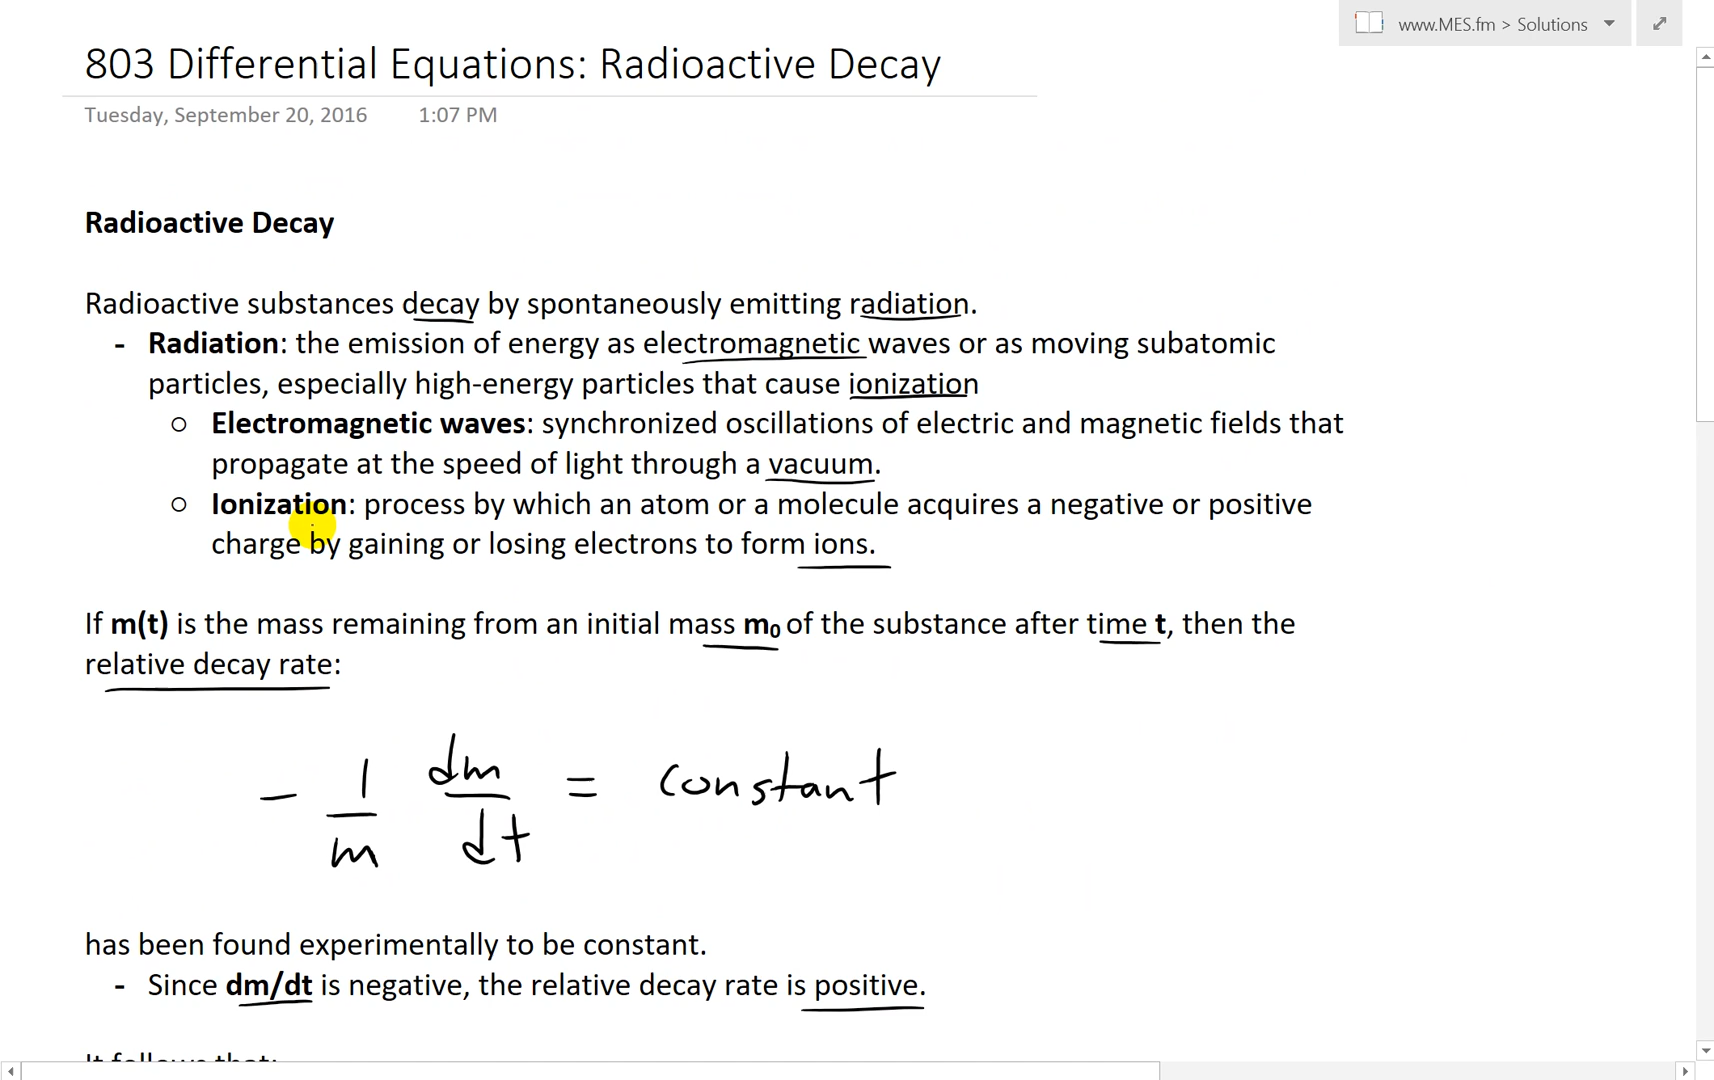 www.MES.fm > Solutions
803 Differential Equations: Radioactive Decay
Tuesday, September 20, 2016 1:07 PM
Radioactive Decay
Radioactive substances decay by spontaneously emitting radiation.
- Radiation: the emission of energy as electromagnetic waves or as moving subatomic
particles, especially high-energy particles that cause ionization
○ Electromagnetic waves: synchronized oscillations of electric and magnetic fields that
propagate at the speed of light through a vacuum.
○ Ionization: process by which an atom or a molecule acquires a negative or positive
charge by gaining or losing electrons to form ions.
If m(t) is the mass remaining from an initial mass m₀ of the substance after time t, then the
relative decay rate:
- 1/m dm/dt = constant
has been found experimentally to be constant.
- Since dm/dt is negative, the relative decay rate is positive.
It follows that: